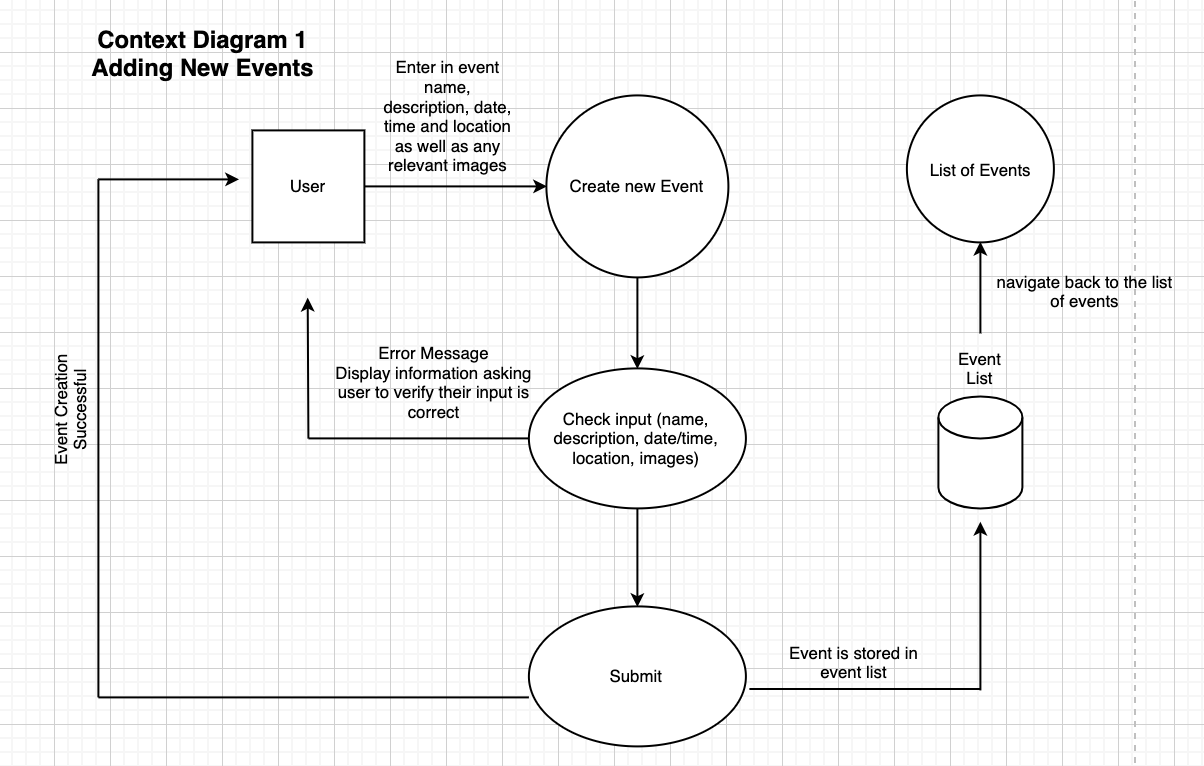 Context Diagram 1
Adding New Events
Enter in event
name,
description, date,
time and location
as well as any
relevant images
User
Create new Event
List of Events
navigate back to the list
of events
Error Message
Display information asking
user to verify their input is
correct
Event Creation
Successful
Check input (name,
description, date/time,
location, images)
Event
List
Submit
Event is stored in
event list